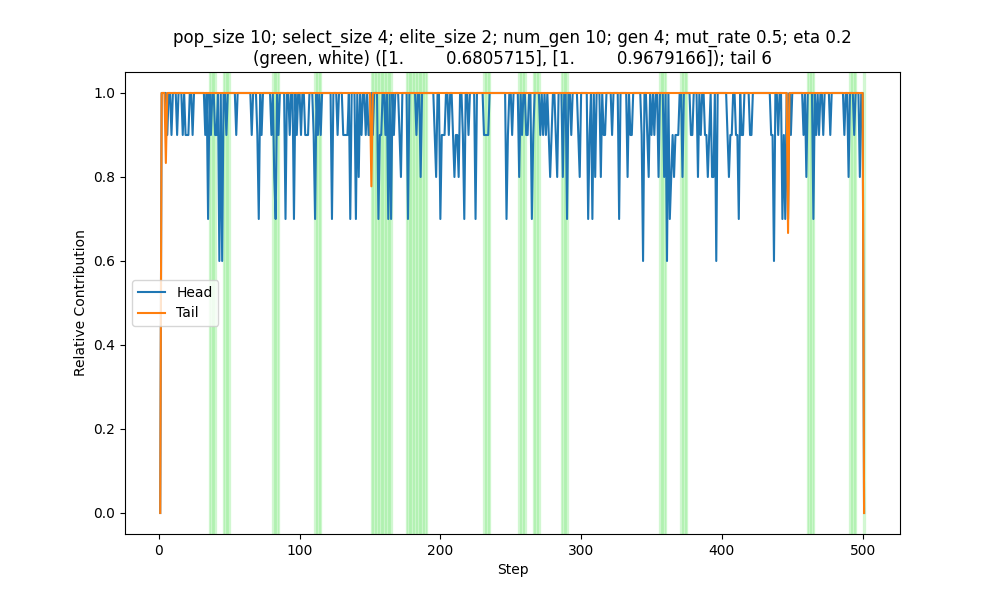 pop_size 10; select_size 4; elite_size 2; num_gen 10; gen 4; mut_rate 0.5; eta 0.2
(green, white) ([1. 0.6805715], [1. 0.9679166]); tail 6
Relative Contribution
1.0
0.8
0.6
0.4
0.2
0.0
Head
Tail
0 100 200 300 400 500
Step